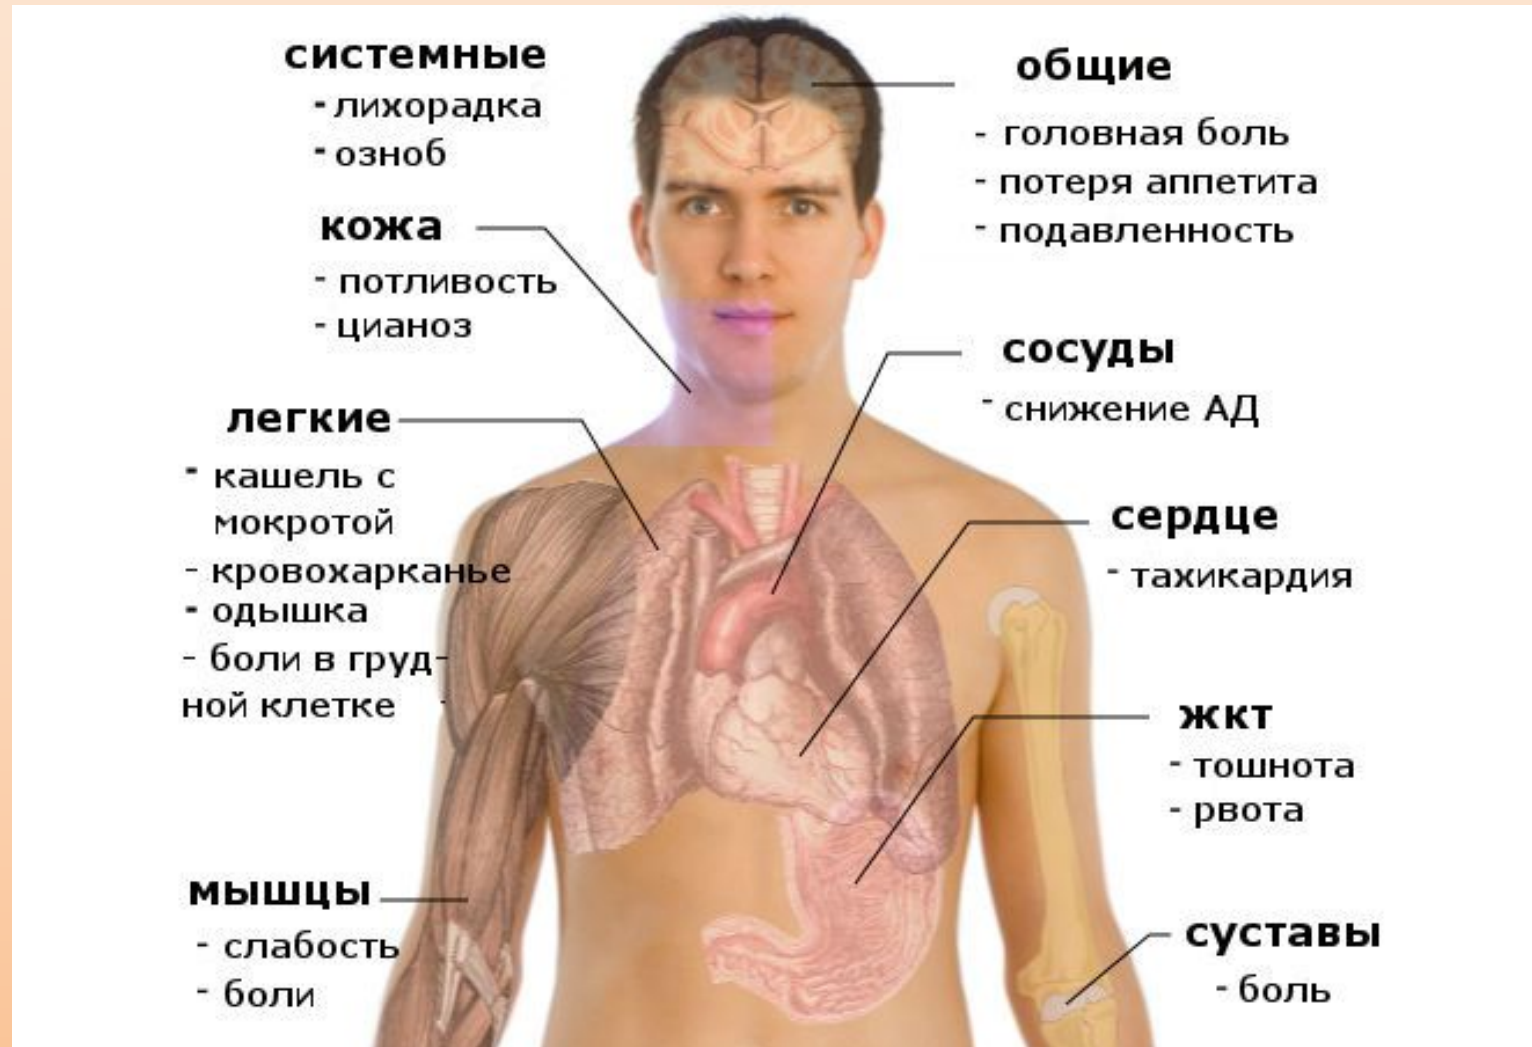 системные
- лихорадка
- озноб
кожа
- потливость
- цианоз
легкие
- кашель с
мокротой
- кровохарканье
- одышка
- боли в груд-
ной клетке
мышцы
- слабость
- боли
общие
- головная боль
- потеря аппетита
- подавленность
сосуды
- снижение АД
сердце
- тахикардия
жкт
- тошнота
- рвота
суставы
- боль